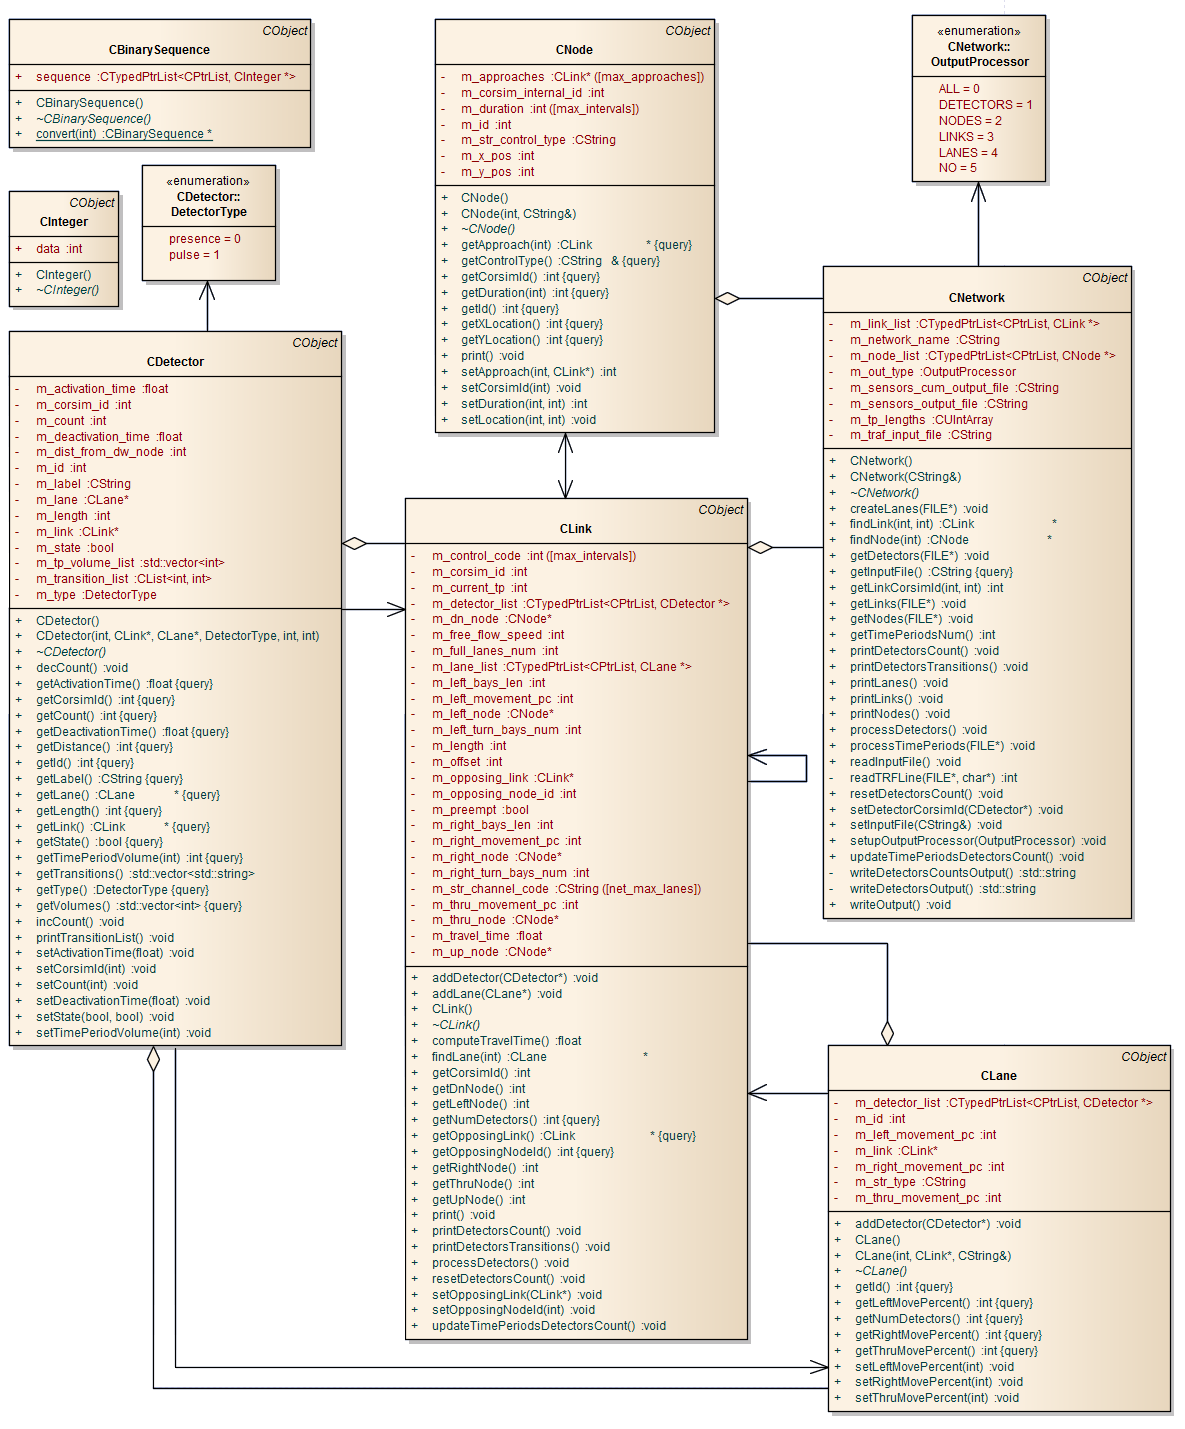 CObject
CBinarySequence
+ sequence :CTypedPtrList<CPtrList, CInteger *>
+ CBinarySequence()
+ ~CBinarySequence()
+ convert(int) :CBinarySequence *
CObject
CInteger
+ data :int
+ CInteger()
+ ~CInteger()
«enumeration»
CDetector::
DetectorType
presence = 0
pulse = 1
CObject
CNode
- m_approaches :CLink* ([max_approaches])
- m_corsim_internal_id :int
- m_duration :int ([max_intervals])
- m_id :int
- m_str_control_type :CString
- m_x_pos :int
- m_y_pos :int
+ CNode()
+ CNode(int, CString&)
+ ~CNode()
+ getApproach(int) :CLink * {query}
+ getControlType() :CString & {query}
+ getCorsimId() :int {query}
+ getDuration(int) :int {query}
+ getId() :int {query}
+ getXLocation() :int {query}
+ getYLocation() :int {query}
+ print() :void
+ setApproach(int, CLink*) :int
+ setCorsimId(int) :void
+ setDuration(int, int) :int
+ setLocation(int, int) :void
«enumeration»
CNetwork::
OutputProcessor
ALL = 0
DETECTORS = 1
NODES = 2
LINKS = 3
LANES = 4
NO = 5
CObject
CNetwork
- m_link_list :CTypedPtrList<CPtrList, CLink *>
- m_network_name :CString
- m_node_list :CTypedPtrList<CPtrList, CNode *>
- m_out_type :OutputProcessor
- m_sensors_cum_output_file :CString
- m_sensors_output_file :CString
- m_tp_lengths :CUIntArray
- m_traf_input_file :CString
+ CNetwork()
+ CNetwork(CString&)
+ ~CNetwork()
+ createLanes(FILE*) :void
+ findLink(int, int) :CLink *
+ findNode(int) :CNode *
+ getDetectors(FILE*) :void
+ getInputFile() :CString {query}
+ getLinkCorsimId(int, int) :int
+ getLinks(FILE*) :void
+ getNodes(FILE*) :void
+ getTimePeriodsNum() :int
+ printDetectorsCount() :void
+ printDetectorsTransitions() :void
+ printLanes() :void
+ printLinks() :void
+ printNodes() :void
+ processDetectors() :void
+ processTimePeriods(FILE*) :void
+ readInputFile() :void
- readTRFLine(FILE*, char*) :int
+ resetDetectorsCount() :void
+ setDetectorCorsimId(CDetector*) :void
+ setInputFile(CString&) :void
+ setupOutputProcessor(OutputProcessor) :void
+ updateTimePeriodsDetectorsCount() :void
- writeDetectorsCountsOutput() :std::string
- writeDetectorsOutput() :std::string
+ writeOutput() :void
CObject
CDetector
- m_activation_time :float
- m_corsim_id :int
- m_count :int
- m_deactivation_time :float
- m_dist_from_dw_node :int
- m_id :int
- m_label :CString
- m_lane :CLane*
- m_length :int
- m_link :CLink*
- m_state :bool
- m_tp_volume_list :std::vector<int>
- m_transition_list :CList<int, int>
- m_type :DetectorType
+ CDetector()
+ CDetector(int, CLink*, CLane*, DetectorType, int, int)
+ ~CDetector()
+ decCount() :void
+ getActivationTime() :float {query}
+ getCorsimId() :int {query}
+ getCount() :int {query}
+ getDeactivationTime() :float {query}
+ getDistance() :int {query}
+ getId() :int {query}
+ getLabel() :CString {query}
+ getLane() :CLane * {query}
+ getLength() :int {query}
+ getLink() :CLink * {query}
+ getState() :bool {query}
+ getTimePeriodVolume(int) :int {query}
+ getTransitions() :std::vector<std::string>
+ getType() :DetectorType {query}
+ getVolumes() :std::vector<int> {query}
+ incCount() :void
+ printTransitionList() :void
+ setActivationTime(float) :void
+ setCorsimId(int) :void
+ setCount(int) :void
+ setDeactivationTime(float) :void
+ setState(bool, bool) :void
+ setTimePeriodVolume(int) :void
CObject
CLink
- m_control_code :int ([max_intervals])
- m_corsim_id :int
- m_current_tp :int
- m_detector_list :CTypedPtrList<CPtrList, CDetector *>
- m_dn_node :CNode*
- m_free_flow_speed :int
- m_full_lanes_num :int
- m_lane_list :CTypedPtrList<CPtrList, CLane *>
- m_left_bays_len :int
- m_left_movement_pc :int
- m_left_node :CNode*
- m_left_turn_bays_num :int
- m_length :int
- m_offset :int
- m_opposing_link :CLink*
- m_opposing_node_id :int
- m_preempt :bool
- m_right_bays_len :int
- m_right_movement_pc :int
- m_right_node :CNode*
- m_right_turn_bays_num :int
- m_str_channel_code :CString ([net_max_lanes])
- m_thru_movement_pc :int
- m_thru_node :CNode*
- m_travel_time :float
- m_up_node :CNode*
+ addDetector(CDetector*) :void
+ addLane(CLane*) :void
+ CLink()
+ ~CLink()
+ computeTravelTime() :float
+ findLane(int) :CLane *
+ getCorsimId() :int
+ getDnNode() :int
+ getLeftNode() :int
+ getNumDetectors() :int {query}
+ getOpposingLink() :CLink * {query}
+ getOpposingNodeId() :int {query}
+ getRightNode() :int
+ getThruNode() :int
+ getUpNode() :int
+ print() :void
+ printDetectorsCount() :void
+ printDetectorsTransitions() :void
+ processDetectors() :void
+ resetDetectorsCount() :void
+ setOpposingLink(CLink*) :void
+ setOpposingNodeId(int) :void
+ updateTimePeriodsDetectorsCount() :void
CObject
CLane
- m_detector_list :CTypedPtrList<CPtrList, CDetector *>
- m_id :int
- m_left_movement_pc :int
- m_link :CLink*
- m_right_movement_pc :int
- m_str_type :CString
- m_thru_movement_pc :int
+ addDetector(CDetector*) :void
+ CLane()
+ CLane(int, CLink*, CString&)
+ ~CLane()
+ getId() :int {query}
+ getLeftMovePercent() :int {query}
+ getNumDetectors() :int {query}
+ getRightMovePercent() :int {query}
+ getThruMovePercent() :int {query}
+ setLeftMovePercent(int) :void
+ setRightMovePercent(int) :void
+ setThruMovePercent(int) :void